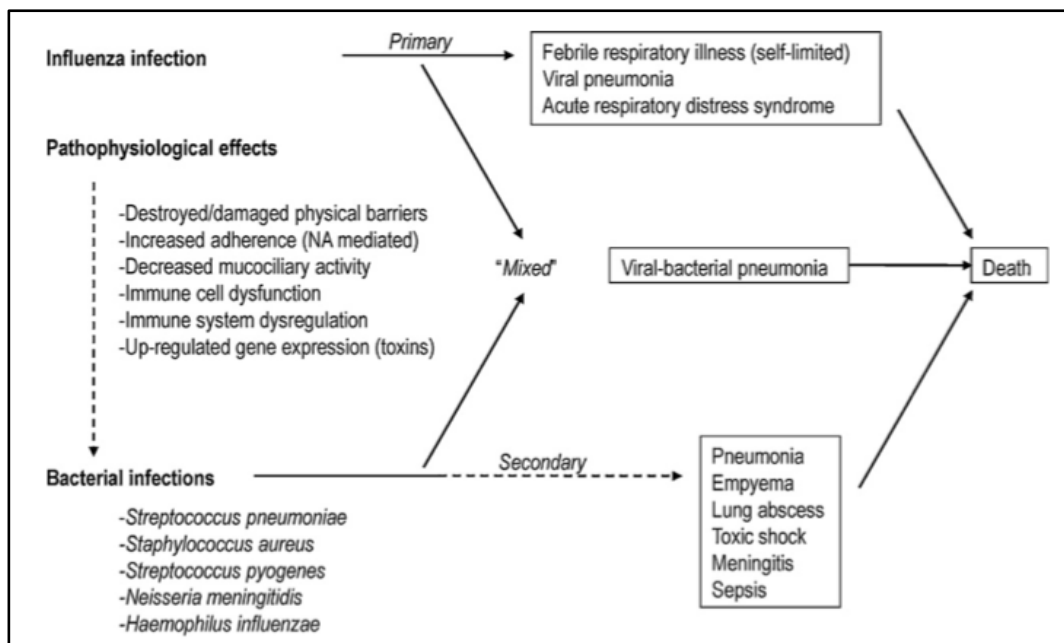 Influenza infection
Primary
Febrile respiratory illness (self-limited)
Viral pneumonia
Acute respiratory distress syndrome
Pathophysiological effects
-Destroyed/damaged physical barriers
-Increased adherence (NA mediated)
-Decreased mucociliary activity
-Immune cell dysfunction
-Immune system dysregulation
-Up-regulated gene expression (toxins)
"Mixed"
Viral-bacterial pneumonia
Death
Bacterial infections
-Streptococcus pneumoniae
-Staphylococcus aureus
-Streptococcus pyogenes
-Neisseria meningitidis
-Haemophilus influenzae
Secondary
Pneumonia
Empyema
Lung abscess
Toxic shock
Meningitis
Sepsis